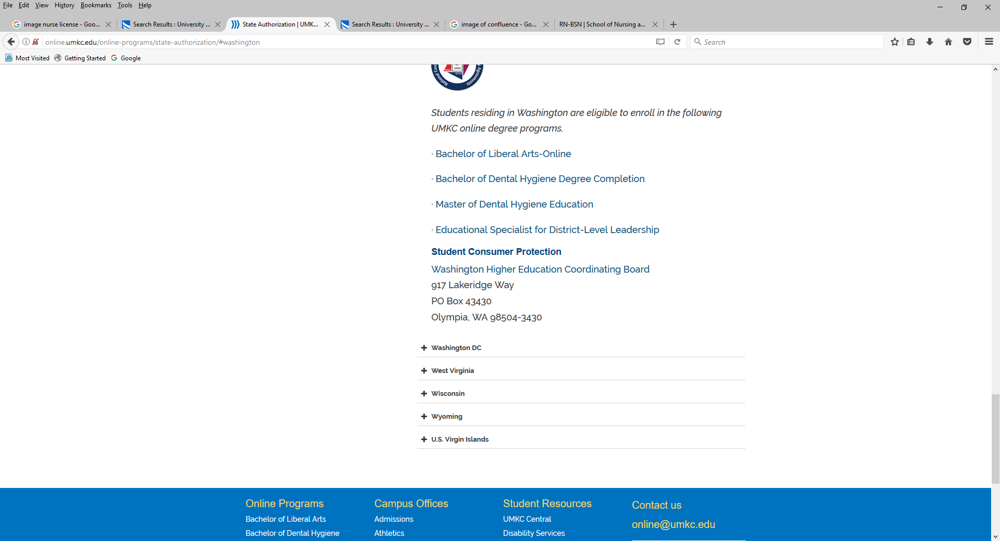 File Edit View History Bookmarks Tools Help
image nurse license - Goo...
Search Results : University ...
State Authorization | UMK...
Search Results : University ...
image of confluence - Go...
RN-BSN | School of Nursing a...
online.umkc.edu/online-programs/state-authorization/#washington
Search
Most Visited Getting Started Google
National Cou
SARA
y Agreements
Students residing in Washington are eligible to enroll in the following
UMKC online degree programs.
· Bachelor of Liberal Arts-Online
· Bachelor of Dental Hygiene Degree Completion
· Master of Dental Hygiene Education
· Educational Specialist for District-Level Leadership
Student Consumer Protection
Washington Higher Education Coordinating Board
917 Lakeridge Way
PO Box 43430
Olympia, WA 98504-3430
Washington DC
West Virginia
Wisconsin
Wyoming
U.S. Virgin Islands
Online Programs
Bachelor of Liberal Arts
Bachelor of Dental Hygiene
Campus Offices
Admissions
Athletics
Student Resources
UMKC Central
Disability Services
Contact us
online@umkc.edu